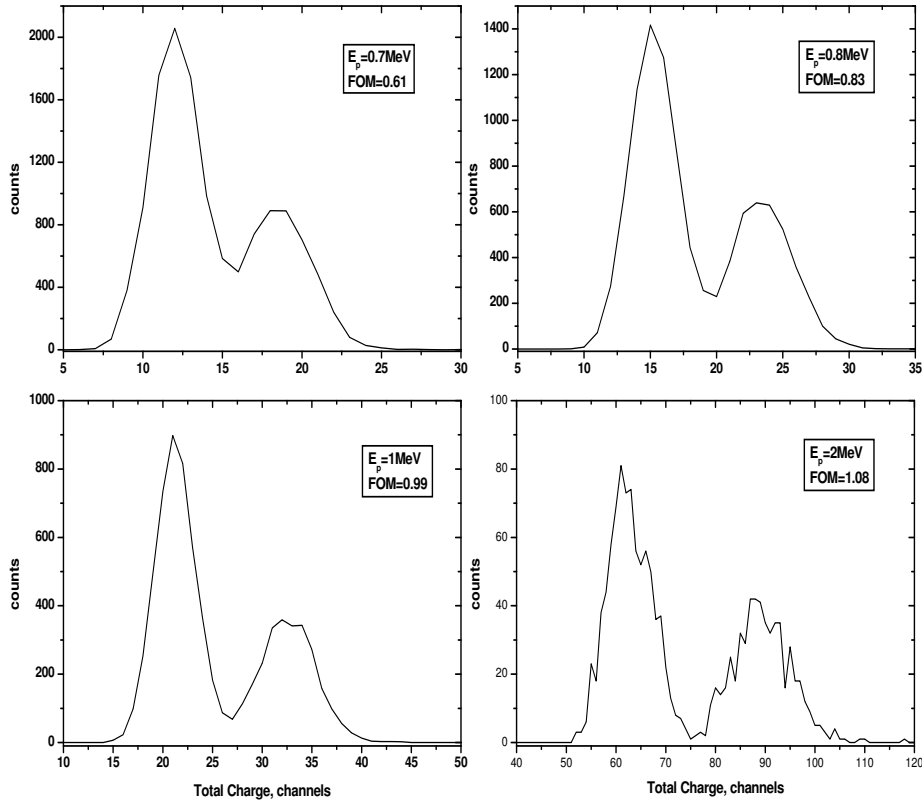 2000
1600
1200
800
400
0
5 10 15 20 25 30
counts
E_p=0.7MeV
FOM=0.61
1400
1200
1000
800
600
400
200
0
5 10 15 20 25 30 35
counts
E_p=0.8MeV
FOM=0.83
1000
800
600
400
200
0
10 15 20 25 30 35 40 45 50
counts
E_p=1MeV
FOM=0.99
Total Charge, channels
100
80
60
40
20
0
40 50 60 70 80 90 100 110 120
counts
E_p=2MeV
FOM=1.08
Total Charge, channels